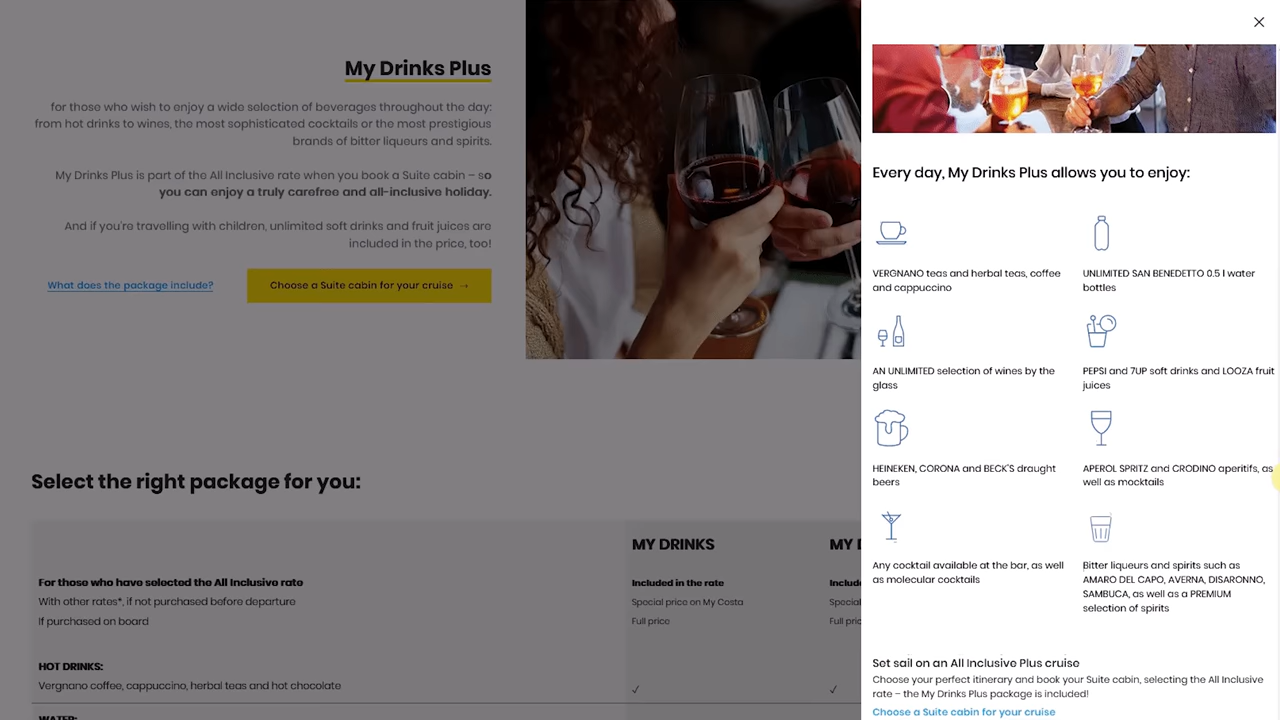 My Drinks Plus
for those who wish to enjoy a wide selection of beverages throughout the day:
from hot drinks to wines, the most sophisticated cocktails or the most prestigious
brands of bitter liqueurs and spirits.
My Drinks Plus is part of the All Inclusive rate when you book a Suite cabin – so
you can enjoy a truly carefree and all-inclusive holiday.
And if you're travelling with children, unlimited soft drinks and fruit juices are
included in the price, too!
What does the package include?
Choose a Suite cabin for your cruise →
Select the right package for you:
MY DRINKS
MY D
For those who have selected the All Inclusive rate
Included in the rate
Includ
With other rates*, if not purchased before departure
Special price on My Costa
Special
If purchased on board
Full price
Full pric
HOT DRINKS:
Vergnano coffee, cappuccino, herbal teas and hot chocolate
✓
✓
WATER:
Every day, My Drinks Plus allows you to enjoy:
VERGNANO teas and herbal teas, coffee
and cappuccino
UNLIMITED SAN BENEDETTO 0.5 l water
bottles
AN UNLIMITED selection of wines by the
glass
PEPSI and 7UP soft drinks and LOOZA fruit
juices
HEINEKEN, CORONA and BECK'S draught
beers
APEROL SPRITZ and CRODINO aperitifs, as
well as mocktails
Any cocktail available at the bar, as well
as molecular cocktails
Bitter liqueurs and spirits such as
AMARO DEL CAPO, AVERNA, DISARONNO,
SAMBUCA, as well as a PREMIUM
selection of spirits
Set sail on an All Inclusive Plus cruise
Choose your perfect itinerary and book your Suite cabin, selecting the All Inclusive
rate – the My Drinks Plus package is included!
Choose a Suite cabin for your cruise